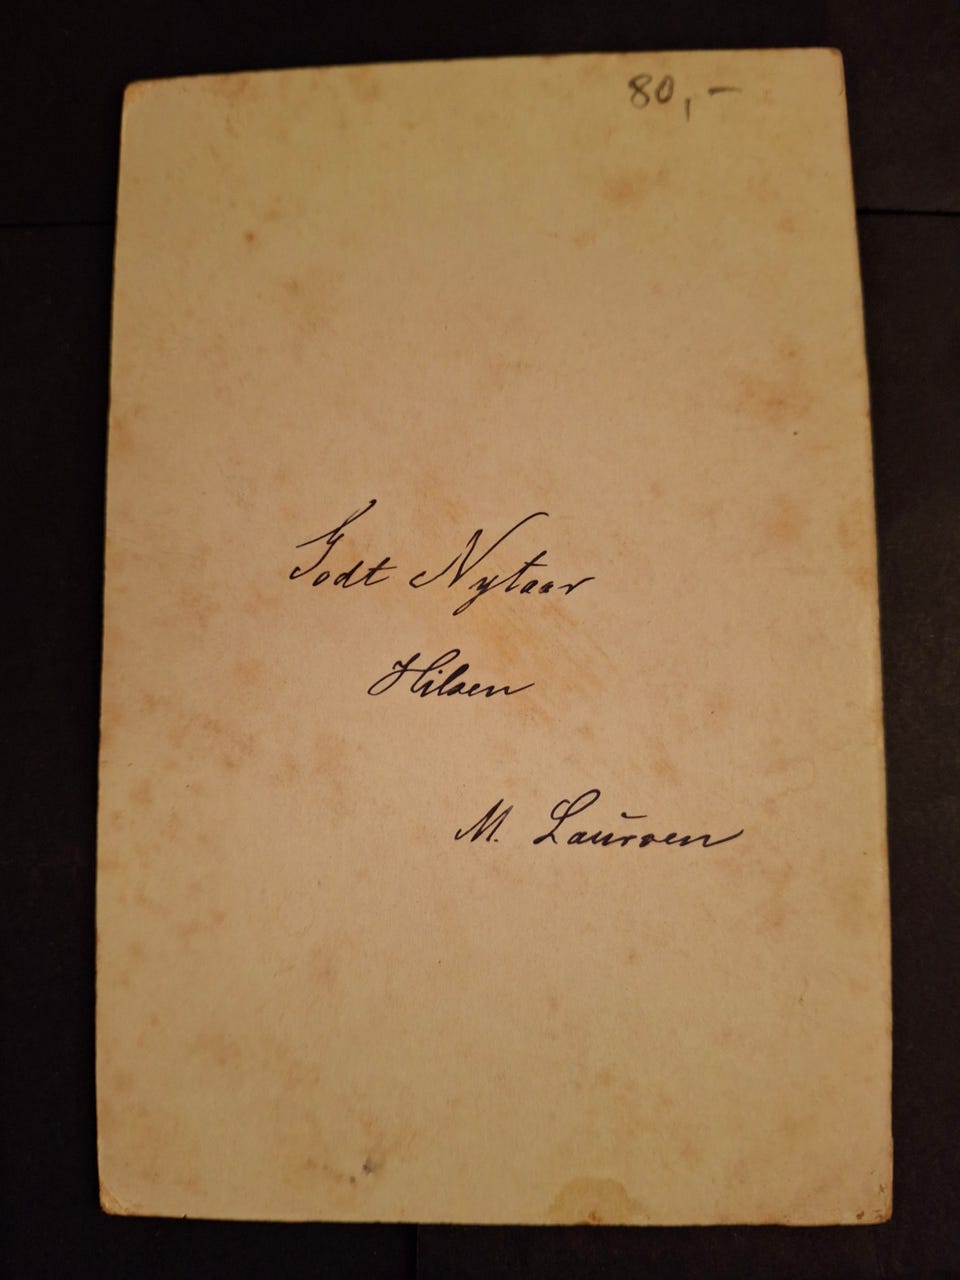 80,-
Godt Nytaar
Hilsen
M. Laursen